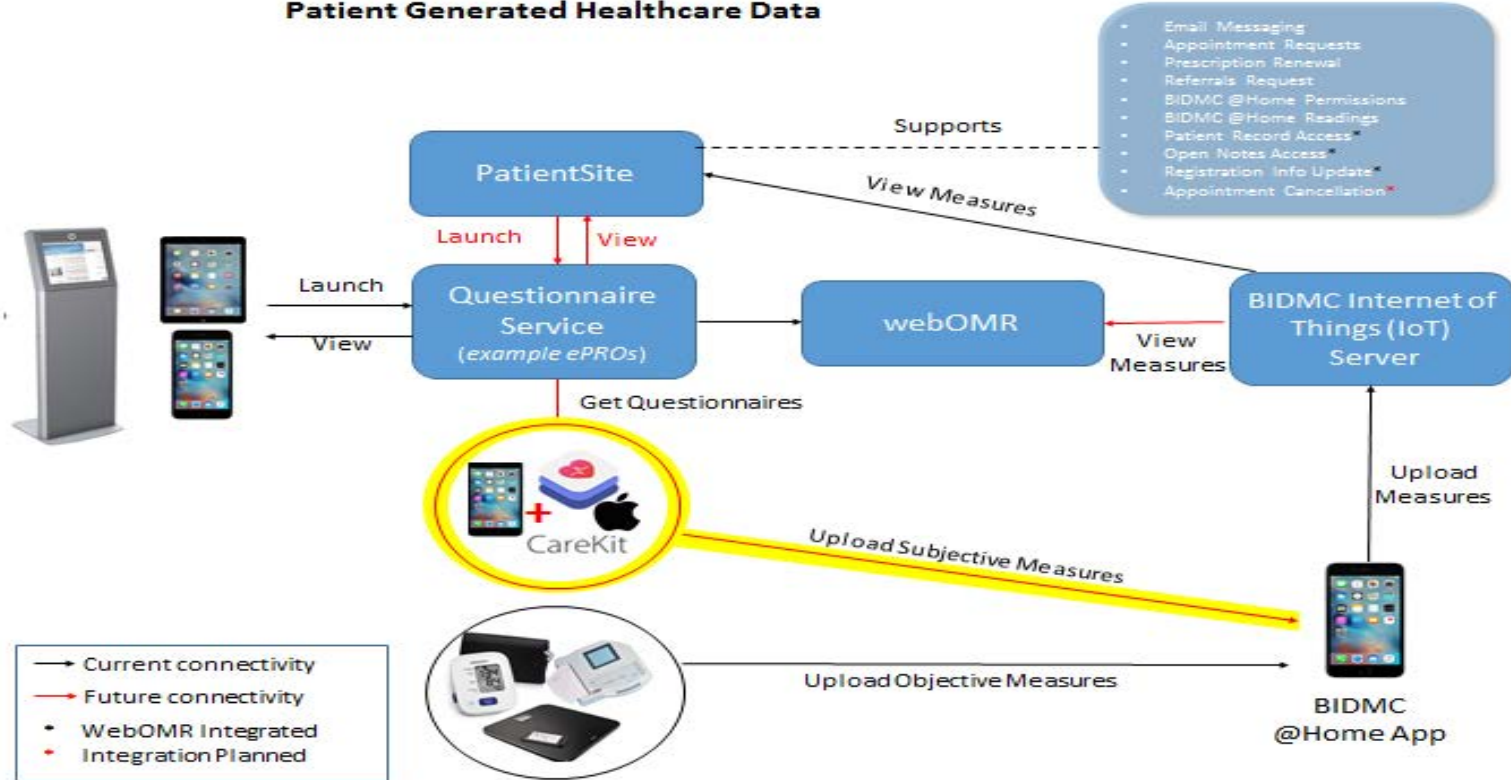 Patient Generated Healthcare Data
• Email Messaging
• Appointment Requests
• Prescription Renewal
• Referrals Request
• BIDMC @Home Permissions
• BIDMC @Home Readings
• Patient Record Access*
• Open Notes Access*
• Registration Info Update*
• Appointment Cancellation*
Supports
PatientSite
View Measures
Launch
View
Launch
View
Questionnaire
Service
(example ePROs)
webOMR
View
Measures
BIDMC Internet of
Things (IoT)
Server
Get Questionnaires
+
CareKit
Upload Subjective Measures
Upload
Measures
Upload Objective Measures
BIDMC
@Home App
Current connectivity
Future connectivity
* WebOMR Integrated
* Integration Planned